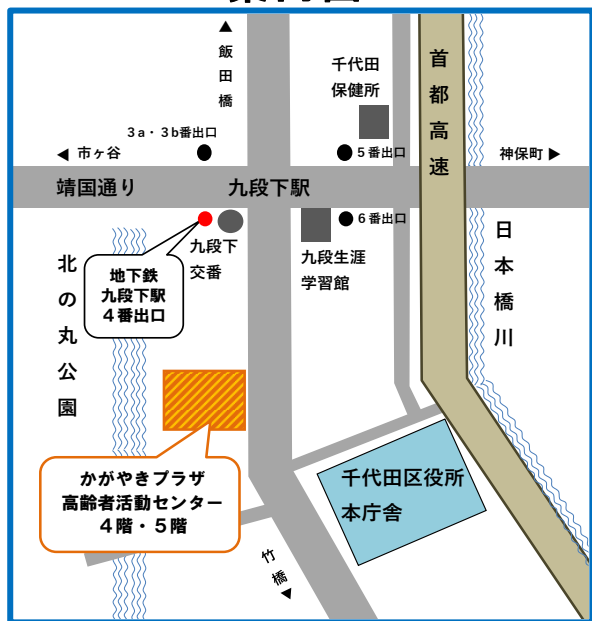 ▲
飯田橋
千代田
保健所
首都高速
3a・3b番出口
5番出口
◀ 市ヶ谷
神保町 ▶
靖国通り
九段下駅
6番出口
九段下
交番
九段生涯
学習館
日本橋川
北の丸公園
地下鉄
九段下駅
4番出口
かがやきプラザ
高齢者活動センター
4階・5階
千代田区役所
本庁舎
竹橋
▼